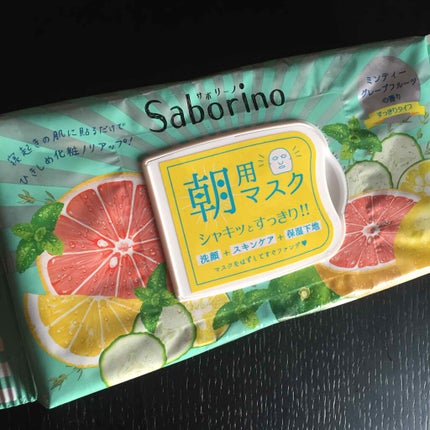 サボリーノ
Saborino
ミンティー
グレープフルーツ
の香り
すっきりタイプ
寝起きの肌に貼るだけで
ひきしめ化粧ノリアップ!
朝用マスク
シャキッとすっきり!!
洗顔+スキンケア+保湿下地
マスクをはずしてすぐファンデ♥